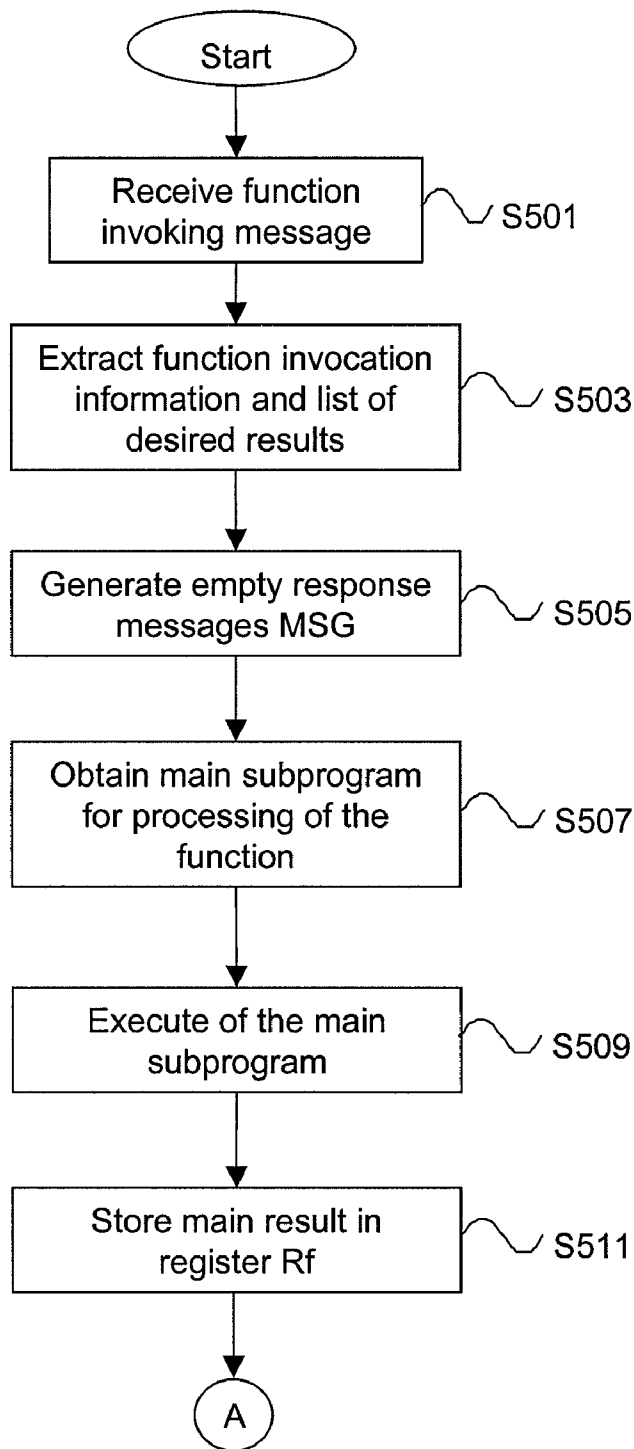 Start
Receive function
invoking message
S501
Extract function invocation
information and list of
desired results
S503
Generate empty response
messages MSG
S505
Obtain main subprogram
for processing of the
function
S507
Execute of the main
subprogram
S509
Store main result in
register Rf
S511
A